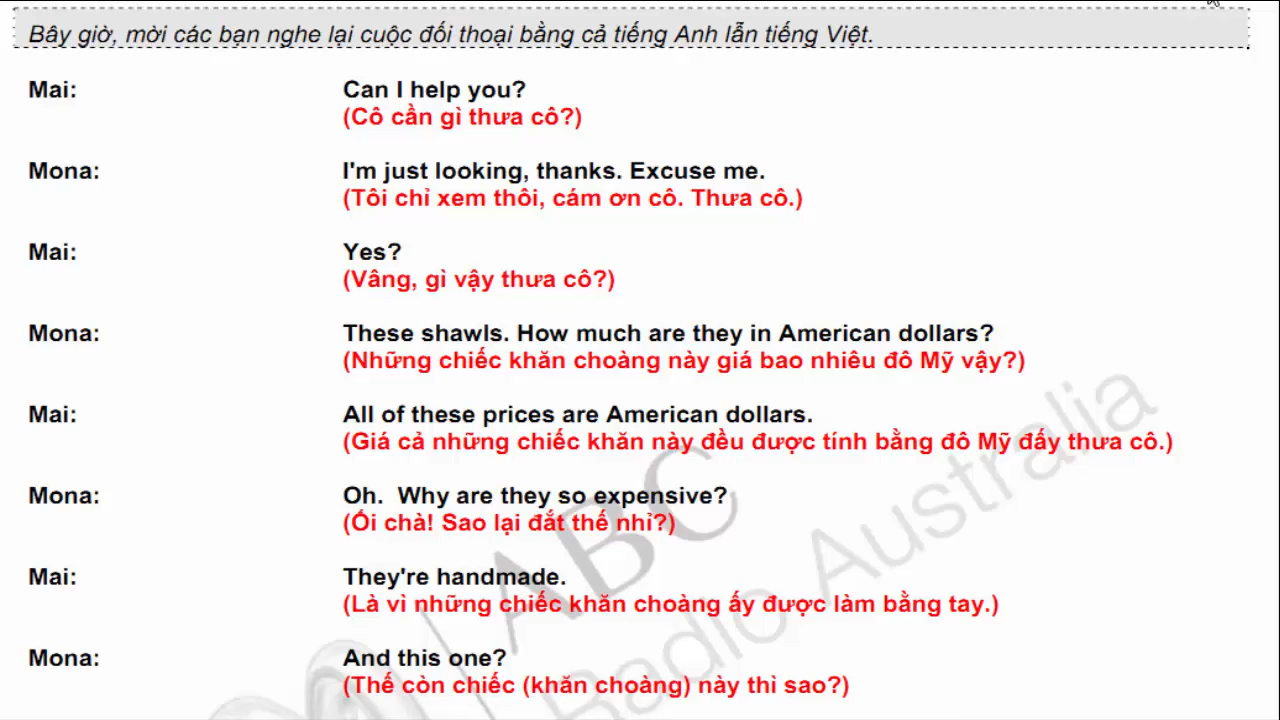 Bây giờ, mời các bạn nghe lại cuộc đối thoại bằng cả tiếng Anh lẫn tiếng Việt.
Mai: Can I help you?
(Cô cần gì thưa cô?)
Mona: I'm just looking, thanks. Excuse me.
(Tôi chỉ xem thôi, cám ơn cô. Thưa cô.)
Mai: Yes?
(Vâng, gì vậy thưa cô?)
Mona: These shawls. How much are they in American dollars?
(Những chiếc khăn choàng này giá bao nhiêu đô Mỹ vậy?)
Mai: All of these prices are American dollars.
(Giá cả những chiếc khăn này đều được tính bằng đô Mỹ đấy thưa cô.)
Mona: Oh.  Why are they so expensive?
(Ối chà! Sao lại đắt thế nhỉ?)
Mai: They're handmade.
(Là vì những chiếc khăn choàng ấy được làm bằng tay.)
Mona: And this one?
(Thế còn chiếc (khăn choàng) này thì sao?)
ABC
Radio Australia